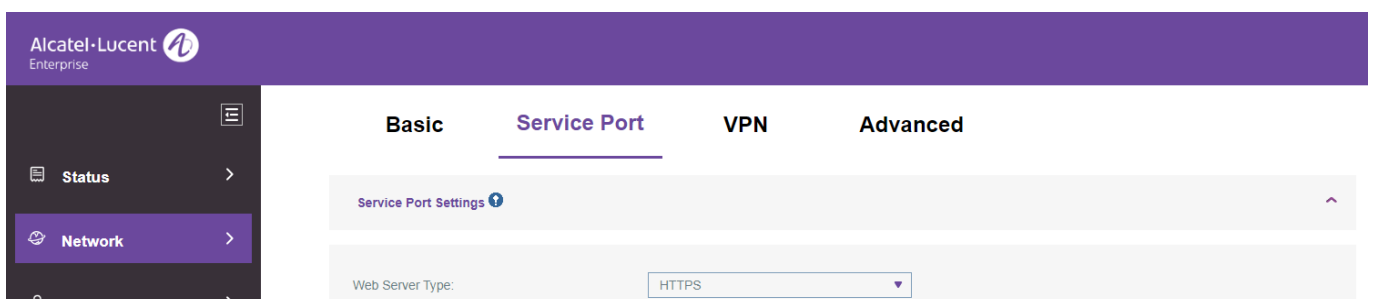 Alcatel·Lucent
Enterprise
Basic Service Port VPN Advanced
Status
Service Port Settings
Network
Web Server Type: HTTPS